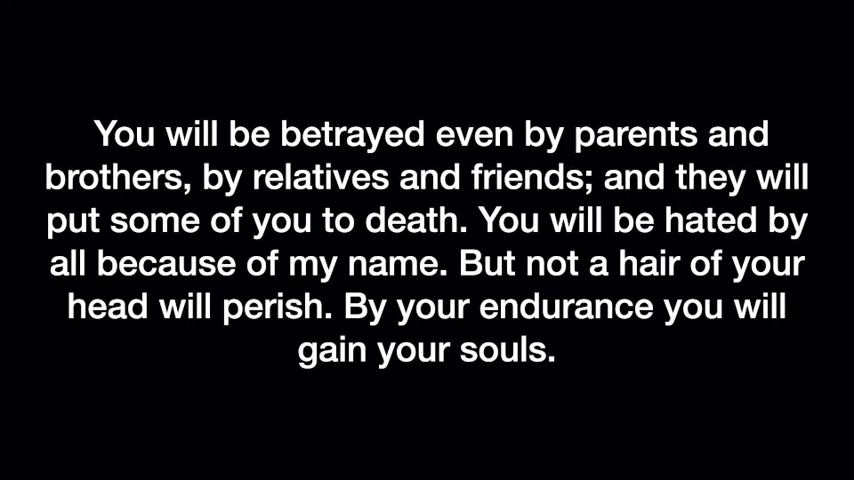 You will be betrayed even by parents and
brothers, by relatives and friends; and they will
put some of you to death. You will be hated by
all because of my name. But not a hair of your
head will perish. By your endurance you will
gain your souls.